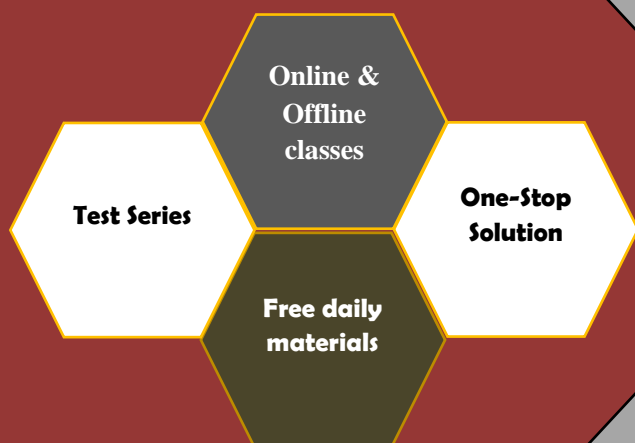 Online &
Offline
classes
Test Series
One-Stop
Solution
Free daily
materials